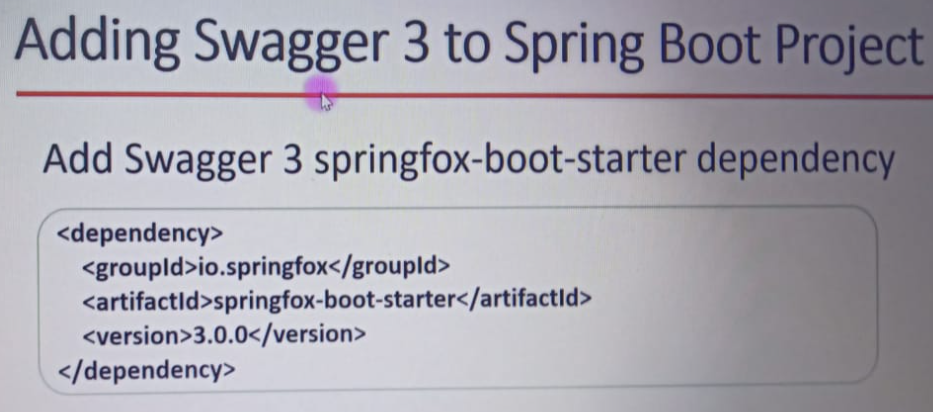 Adding Swagger 3 to Spring Boot Project
Add Swagger 3 springfox-boot-starter dependency
<dependency>
<groupId>io.springfox</groupId>
<artifactId>springfox-boot-starter</artifactId>
<version>3.0.0</version>
</dependency>